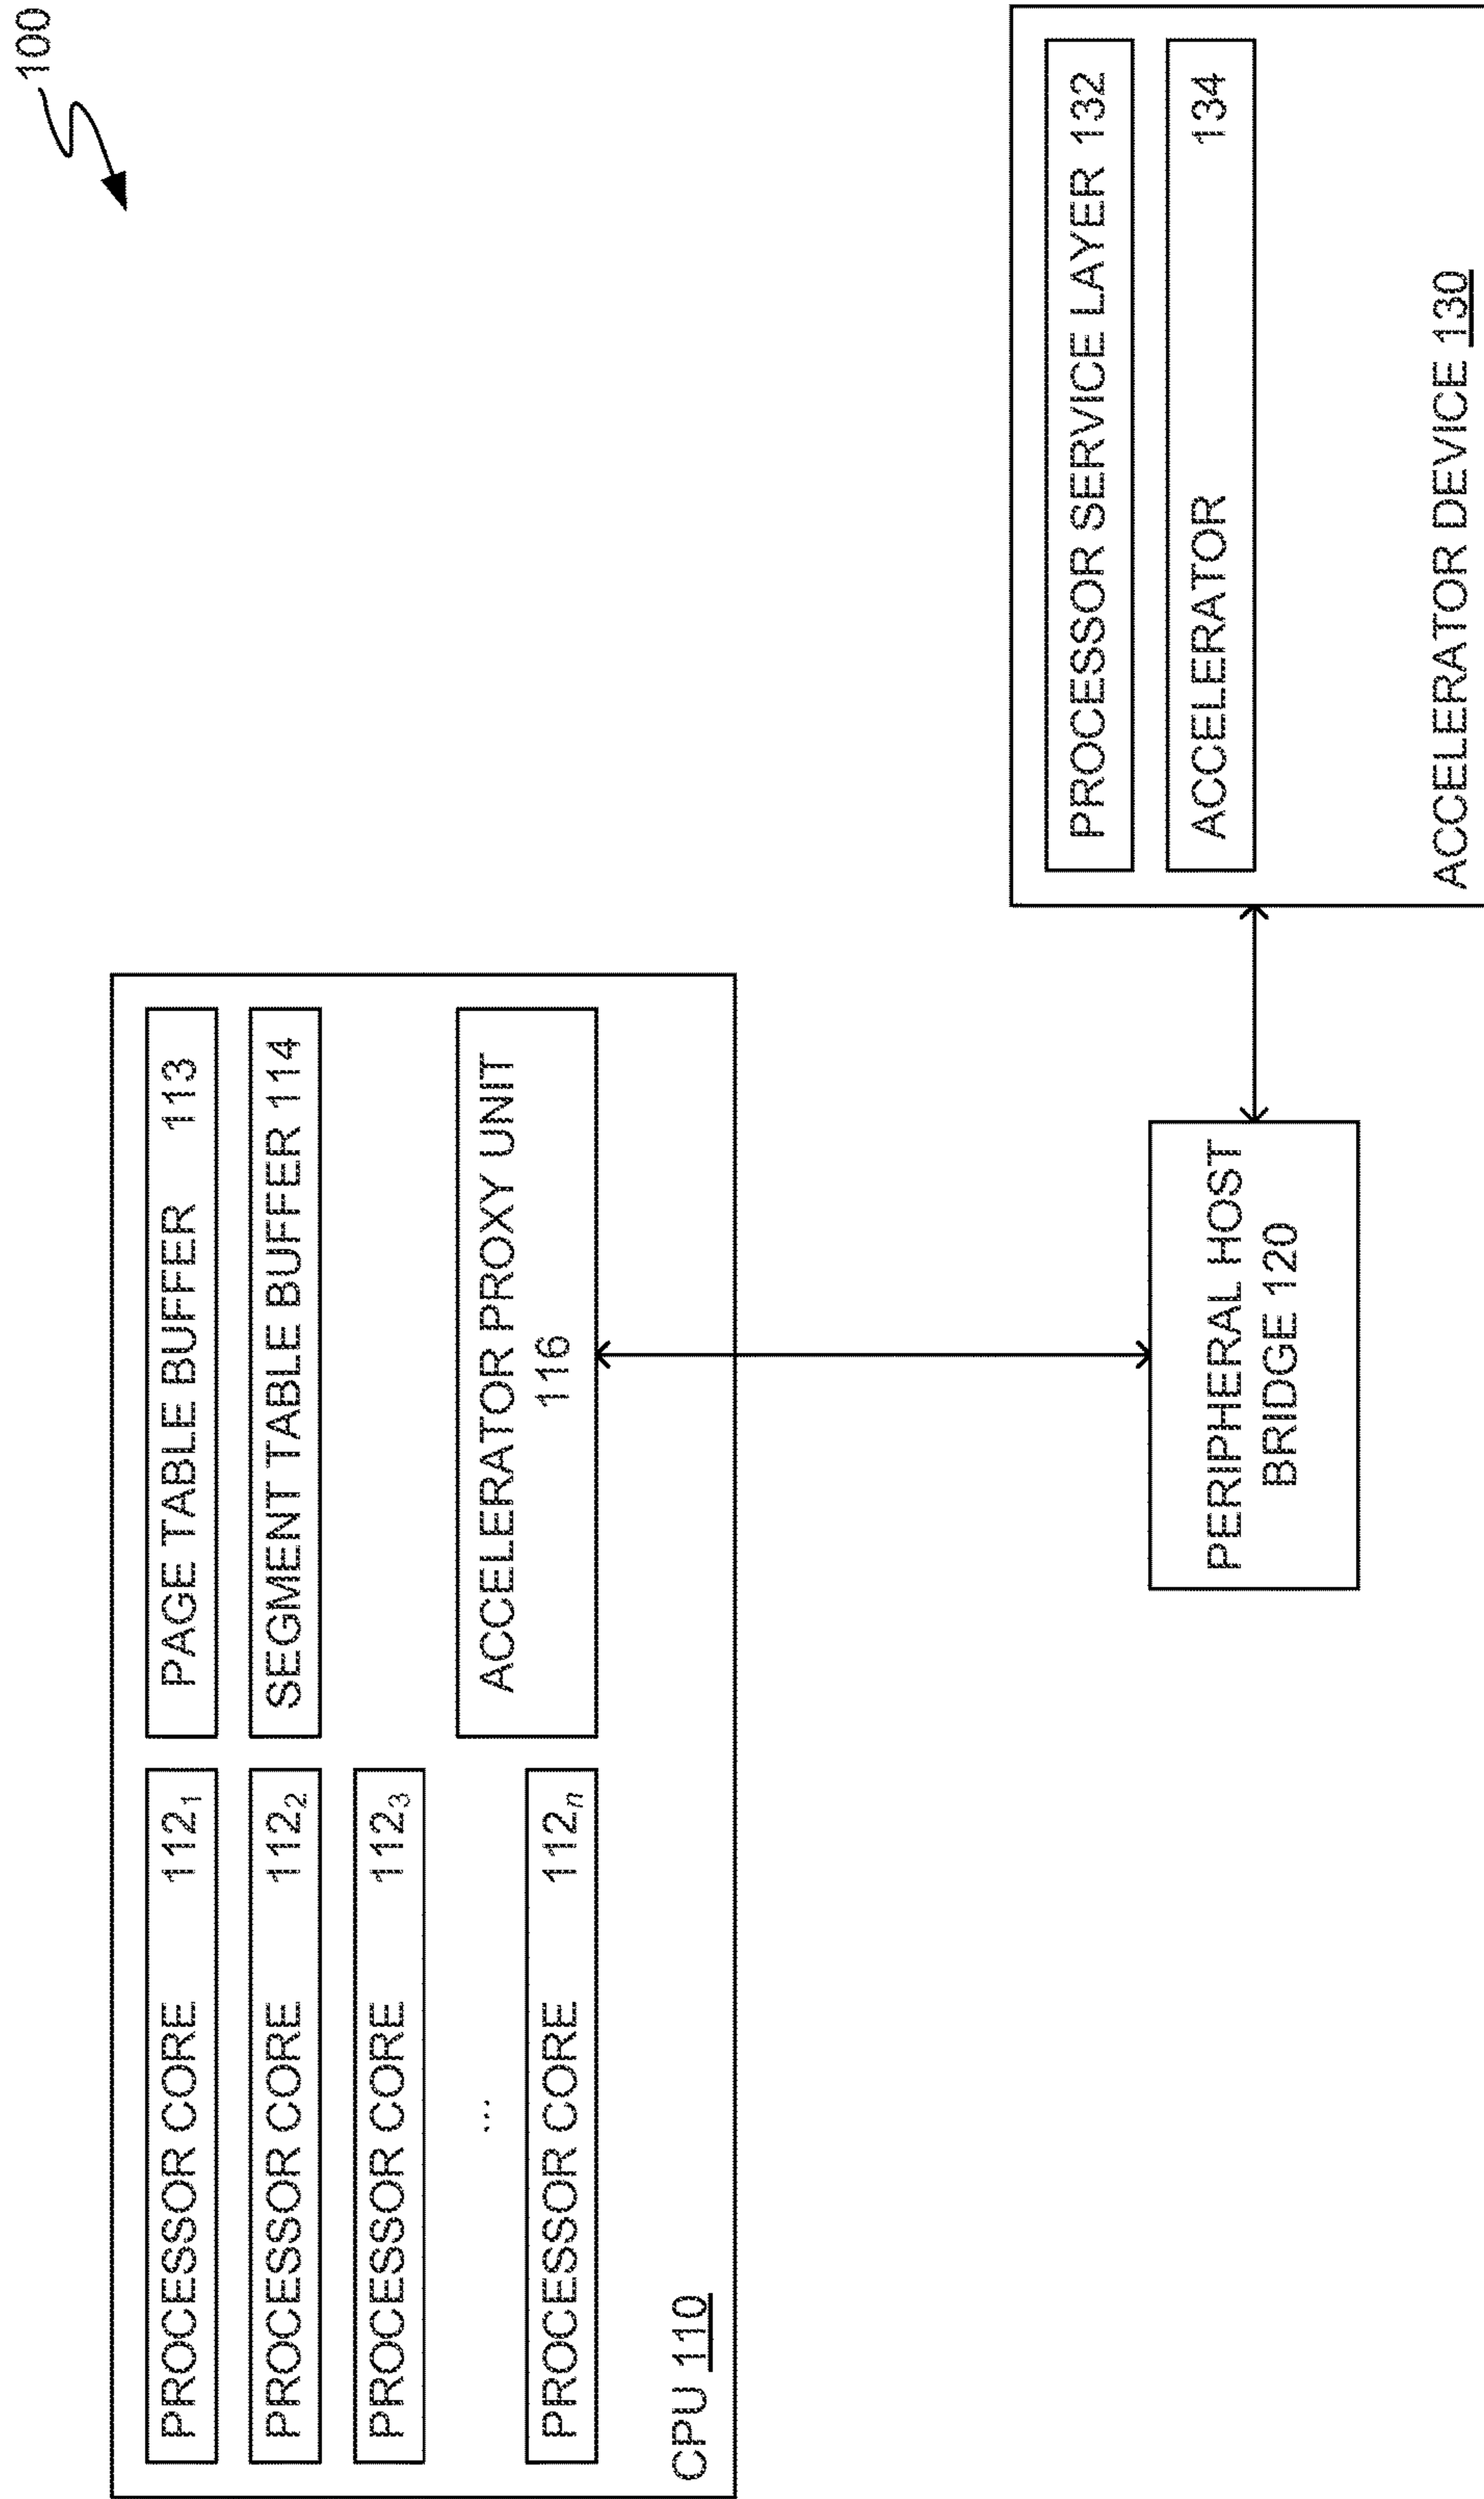 100
PROCESSOR CORE 112₁
PAGE TABLE BUFFER 113
PROCESSOR CORE 112₂
SEGMENT TABLE BUFFER 114
PROCESSOR CORE 112₃
...
ACCELERATOR PROXY UNIT
116
PROCESSOR CORE 112ₙ
CPU 110
PERIPHERAL HOST
BRIDGE 120
PROCESSOR SERVICE LAYER 132
ACCELERATOR 134
ACCELERATOR DEVICE 130